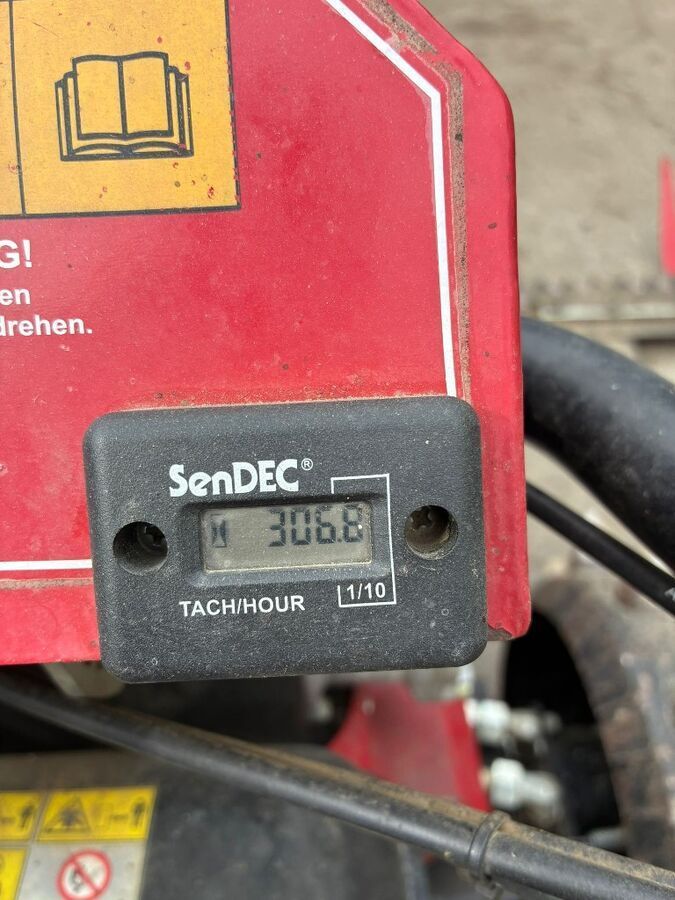 G!
en
drehen.
SenDEC®
306.8
TACH/HOUR
1/10